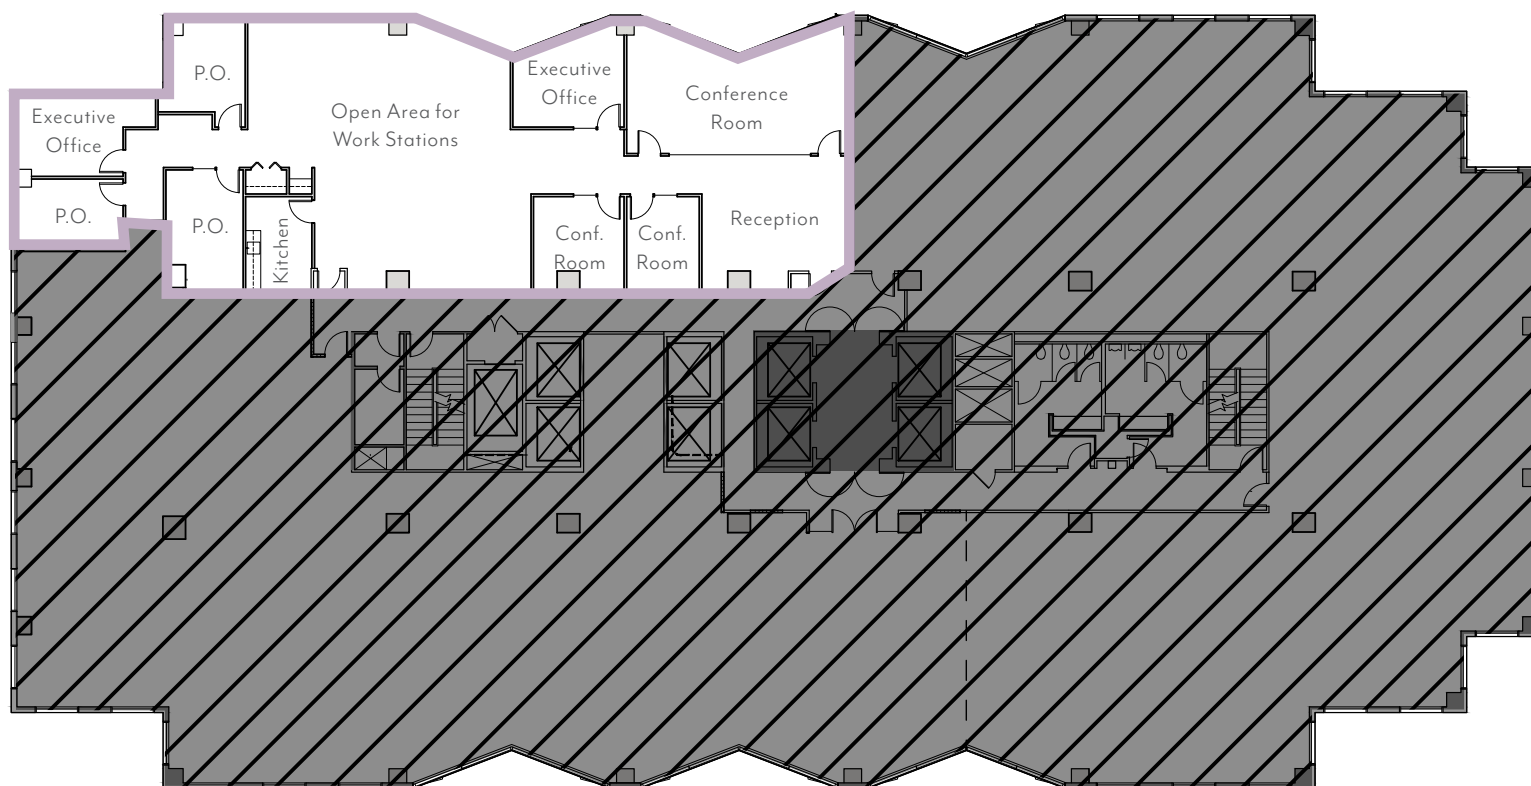 P.O.
Executive
Office
Executive
Office
Open Area for
Work Stations
Conference
Room
P.O.
P.O.
Kitchen
Conf.
Room
Conf.
Room
Reception